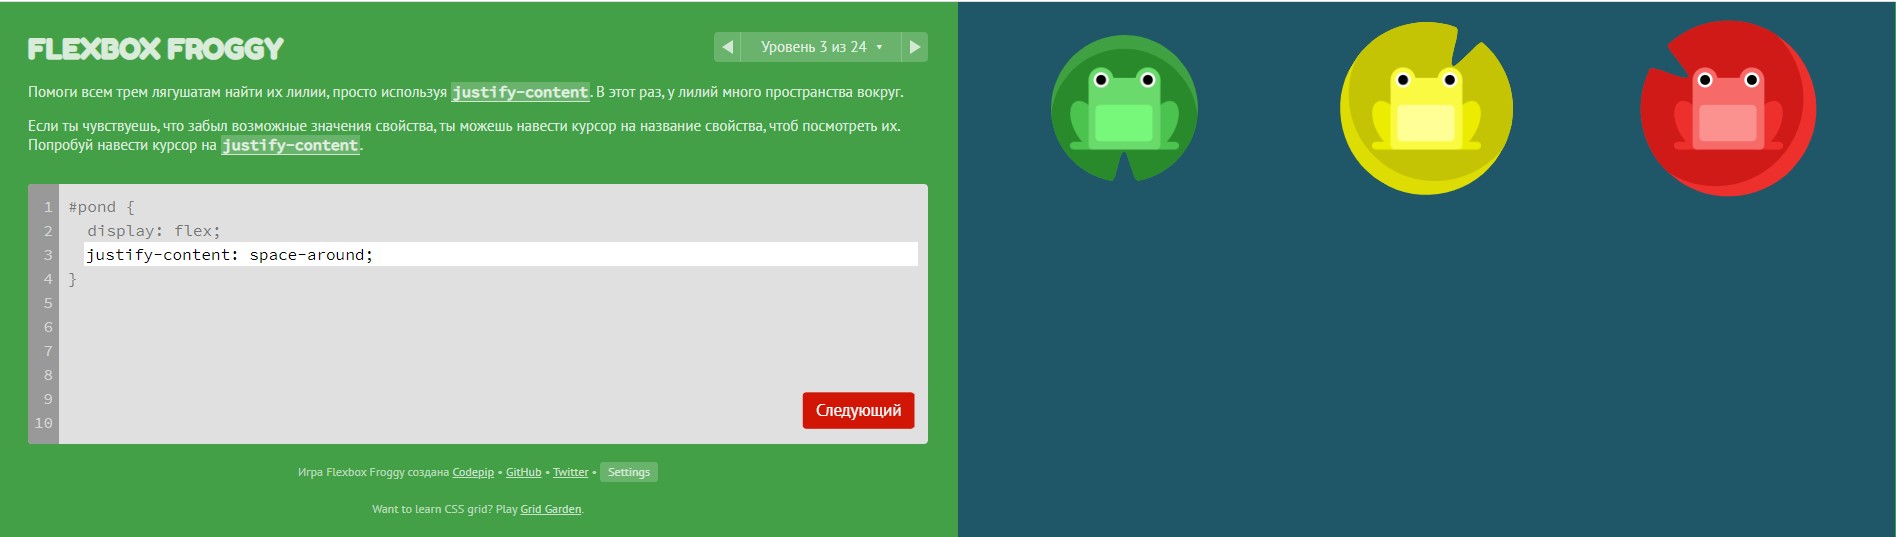 FLEXBOX FROGGY
Уровень 3 из 24
Помоги всем трем лягушатам найти их лилии, просто используя justify-content. В этот раз, у лилий много пространства вокруг.
Если ты чувствуешь, что забыл возможные значения свойства, ты можешь навести курсор на название свойства, чтоб посмотреть их.
Попробуй навести курсор на justify-content.
1 #pond {
2 display: flex;
3 justify-content: space-around;
4 }
5
6
7
8
9
10
Следующий
Игра Flexbox Froggy создана Codepip • GitHub • Twitter • Settings
Want to learn CSS grid? Play Grid Garden.